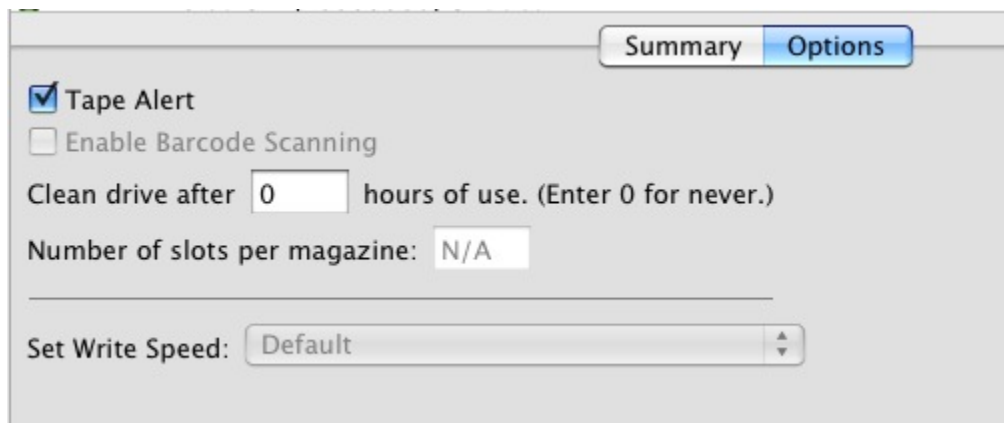 Summary Options
Tape Alert
Enable Barcode Scanning
Clean drive after 0 hours of use. (Enter 0 for never.)
Number of slots per magazine: N/A
Set Write Speed: Default